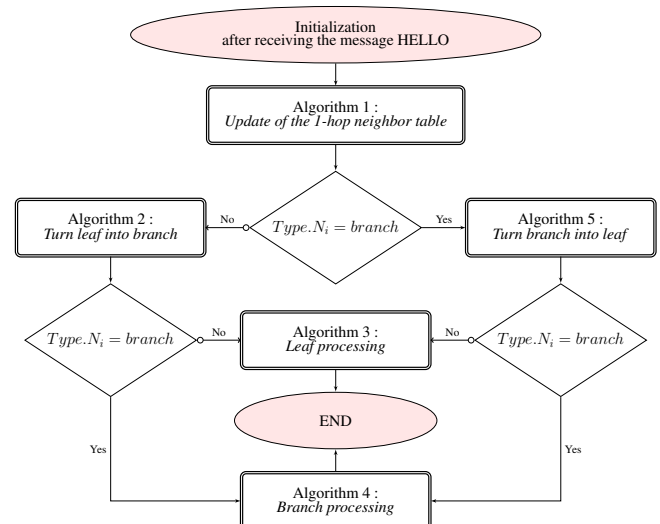 Initialization
after receiving the message HELLO
Algorithm 1 :
Update of the 1-hop neighbor table
Algorithm 2 :
Turn leaf into branch
No
Type.N_i = branch
Yes
Algorithm 5 :
Turn branch into leaf
Type.N_i = branch
No
Algorithm 3 :
Leaf processing
No
Type.N_i = branch
END
Yes
Yes
Algorithm 4 :
Branch processing